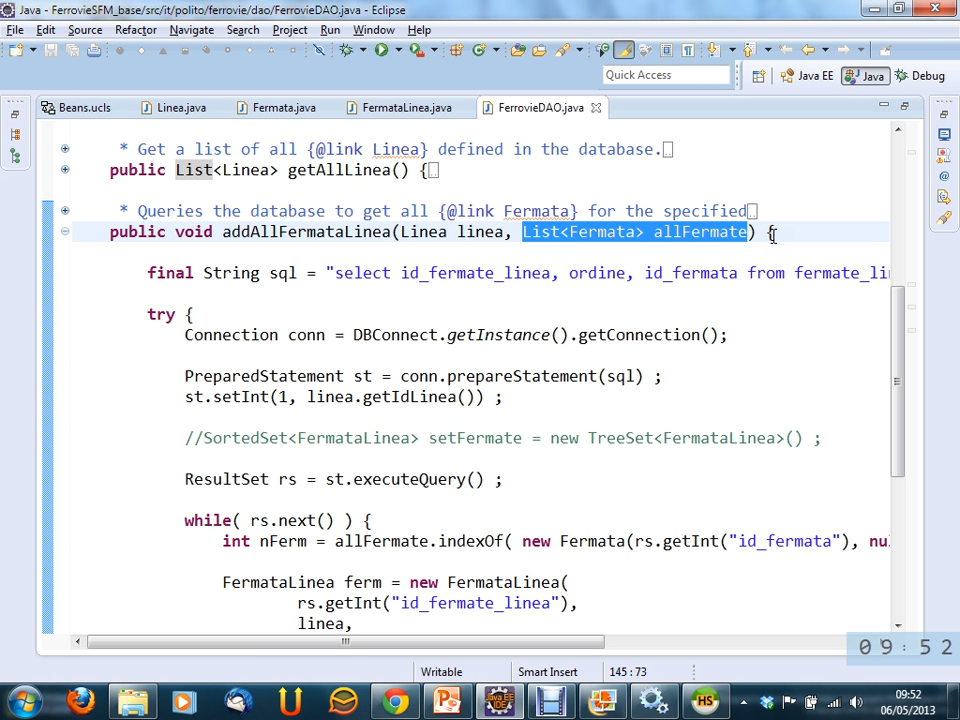 Java - FerrovieSFM_base/src/it/polito/ferrovie/dao/FerrovieDAO.java - Eclipse
File Edit Source Refactor Navigate Search Project Run Window Help
Quick Access
Java EE Java Debug
Beans.ucls Linea.java Fermata.java FermataLinea.java FerrovieDAO.java
* Get a list of all {@link Linea} defined in the database.
public List<Linea> getAllLinea() {
* Queries the database to get all {@link Fermata} for the specified
public void addAllFermataLinea(Linea linea, List<Fermata> allFermate) {
final String sql = "select id_fermate_linea, ordine, id_fermata from fermate_li
try {
Connection conn = DBConnect.getInstance().getConnection();
PreparedStatement st = conn.prepareStatement(sql) ;
st.setInt(1, linea.getIdLinea()) ;
//SortedSet<FermataLinea> setFermate = new TreeSet<FermataLinea>() ;
ResultSet rs = st.executeQuery() ;
while( rs.next() ) {
int nFerm = allFermate.indexOf( new Fermata(rs.getInt("id_fermata"), nu
FermataLinea ferm = new FermataLinea(
rs.getInt("id_fermate_linea"),
linea,
09:52
Writable Smart Insert 145 : 73
09:52
06/05/2013